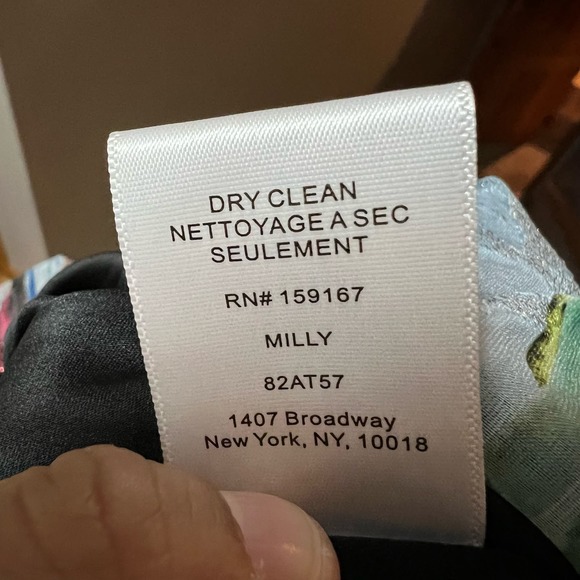 DRY CLEAN
NETTOYAGE A SEC
SEULEMENT
RN# 159167
MILLY
82AT57
1407 Broadway
New York, NY, 10018